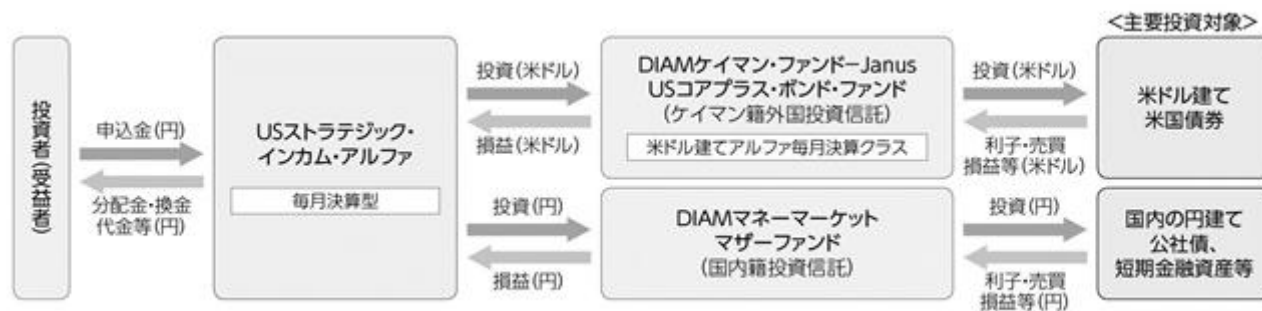 <主要投資対象>
投資者(受益者)
申込金(円)
分配金・換金
代金等(円)
USストラテジック・
インカム・アルファ
毎月決算型
投資(米ドル)
損益(米ドル)
DIAMケイマン・ファンドーJanus
USコアプラス・ボンド・ファンド
(ケイマン籍外国投資信託)
米ドル建てアルファ毎月決算クラス
投資(米ドル)
利子・売買
損益等(米ドル)
米ドル建て
米国債券
投資(円)
損益(円)
DIAMマネーマーケット
マザーファンド
(国内籍投資信託)
投資(円)
利子・売買
損益等(円)
国内の円建て
公社債、
短期金融資産等